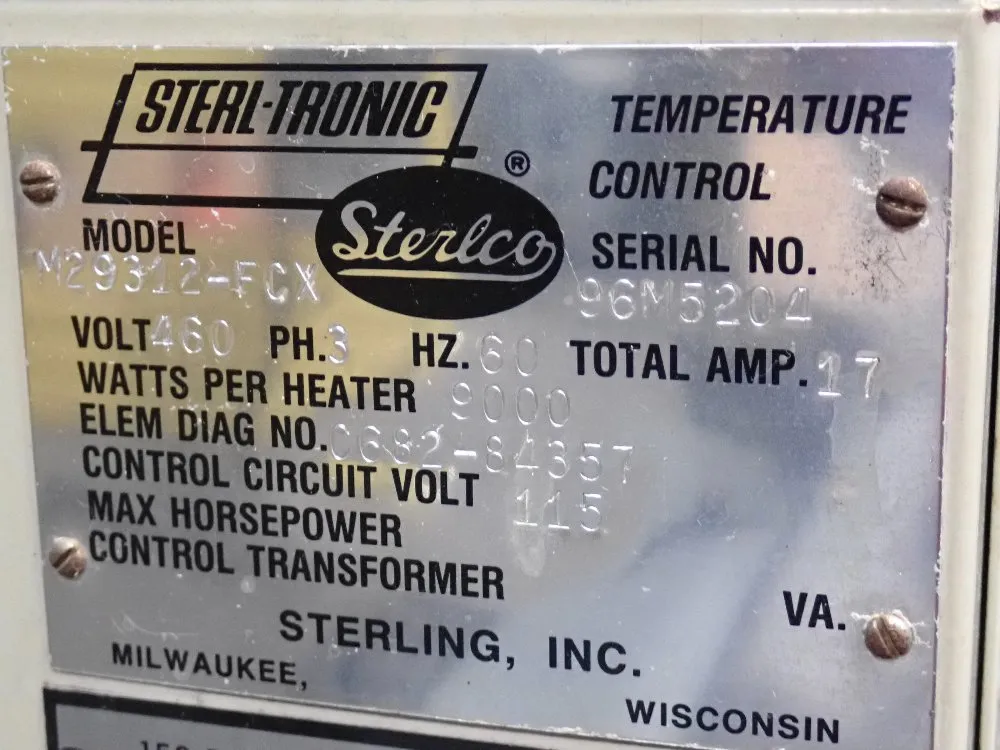 STERL-TRONIC
Sterlco ®
TEMPERATURE
CONTROL
MODEL
M29312-FCX
SERIAL NO.
96M5204
VOLT 460 PH. 3 HZ. 60 TOTAL AMP. 17
WATTS PER HEATER 9000
ELEM DIAG NO. C682-84357
CONTROL CIRCUIT VOLT 115
MAX HORSEPOWER
CONTROL TRANSFORMER VA.
STERLING, INC.
MILWAUKEE, WISCONSIN